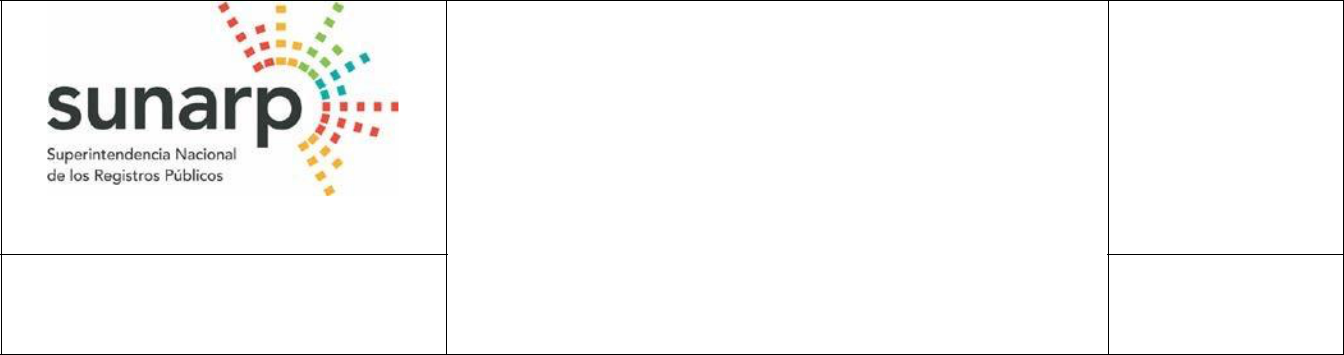 sunarp
Superintendencia Nacional
de los Registros Públicos